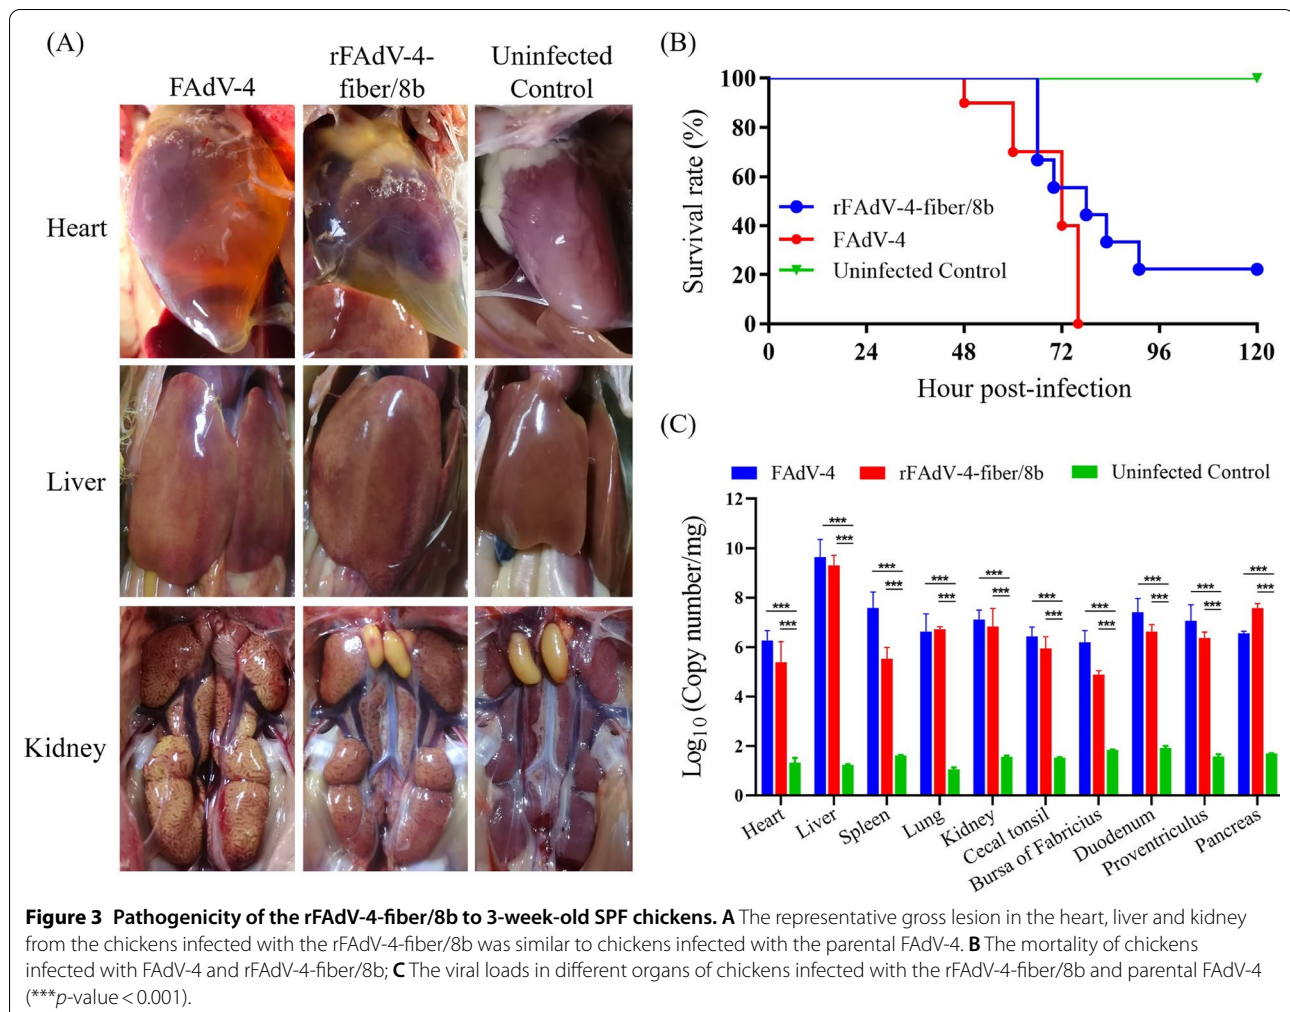 (A)
FAdV-4
rFAdV-4-
fiber/8b
Uninfected
Control
Heart
Liver
Kidney
(B)
Survival rate (%)
100
80
60
40
20
0
rFAdV-4-fiber/8b
FAdV-4
Uninfected Control
0 24 48 72 96 120
Hour post-infection
(C)
FAdV-4 rFAdV-4-fiber/8b Uninfected Control
Log10 (Copy number/mg)
12
10
8
6
4
2
0
*** *** *** *** *** *** *** *** *** ***
*** *** *** *** *** *** *** *** *** ***
Heart Liver Spleen Lung Kidney Cecal tonsil Bursa of Fabricius Duodenum Proventriculus Pancreas
Figure 3 Pathogenicity of the rFAdV-4-fiber/8b to 3-week-old SPF chickens. A The representative gross lesion in the heart, liver and kidney
from the chickens infected with the rFAdV-4-fiber/8b was similar to chickens infected with the parental FAdV-4. B The mortality of chickens
infected with FAdV-4 and rFAdV-4-fiber/8b; C The viral loads in different organs of chickens infected with the rFAdV-4-fiber/8b and parental FAdV-4
(***p-value < 0.001).